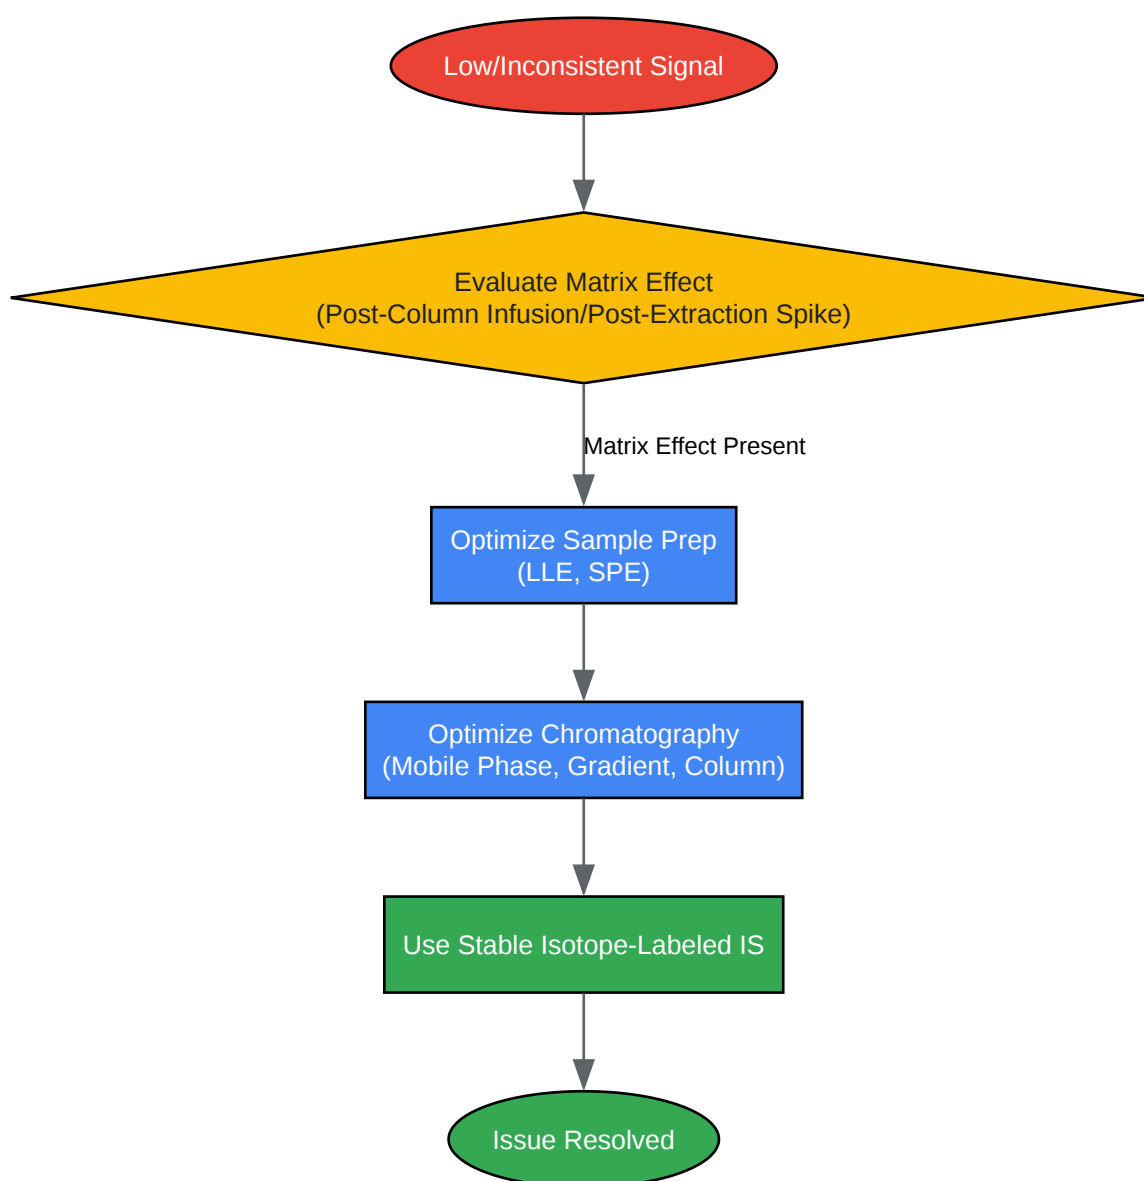 Low/Inconsistent Signal
Evaluate Matrix Effect
(Post-Column Infusion/Post-Extraction Spike)
Matrix Effect Present
Optimize Sample Prep
(LLE, SPE)
Optimize Chromatography
(Mobile Phase, Gradient, Column)
Use Stable Isotope-Labeled IS
Issue Resolved